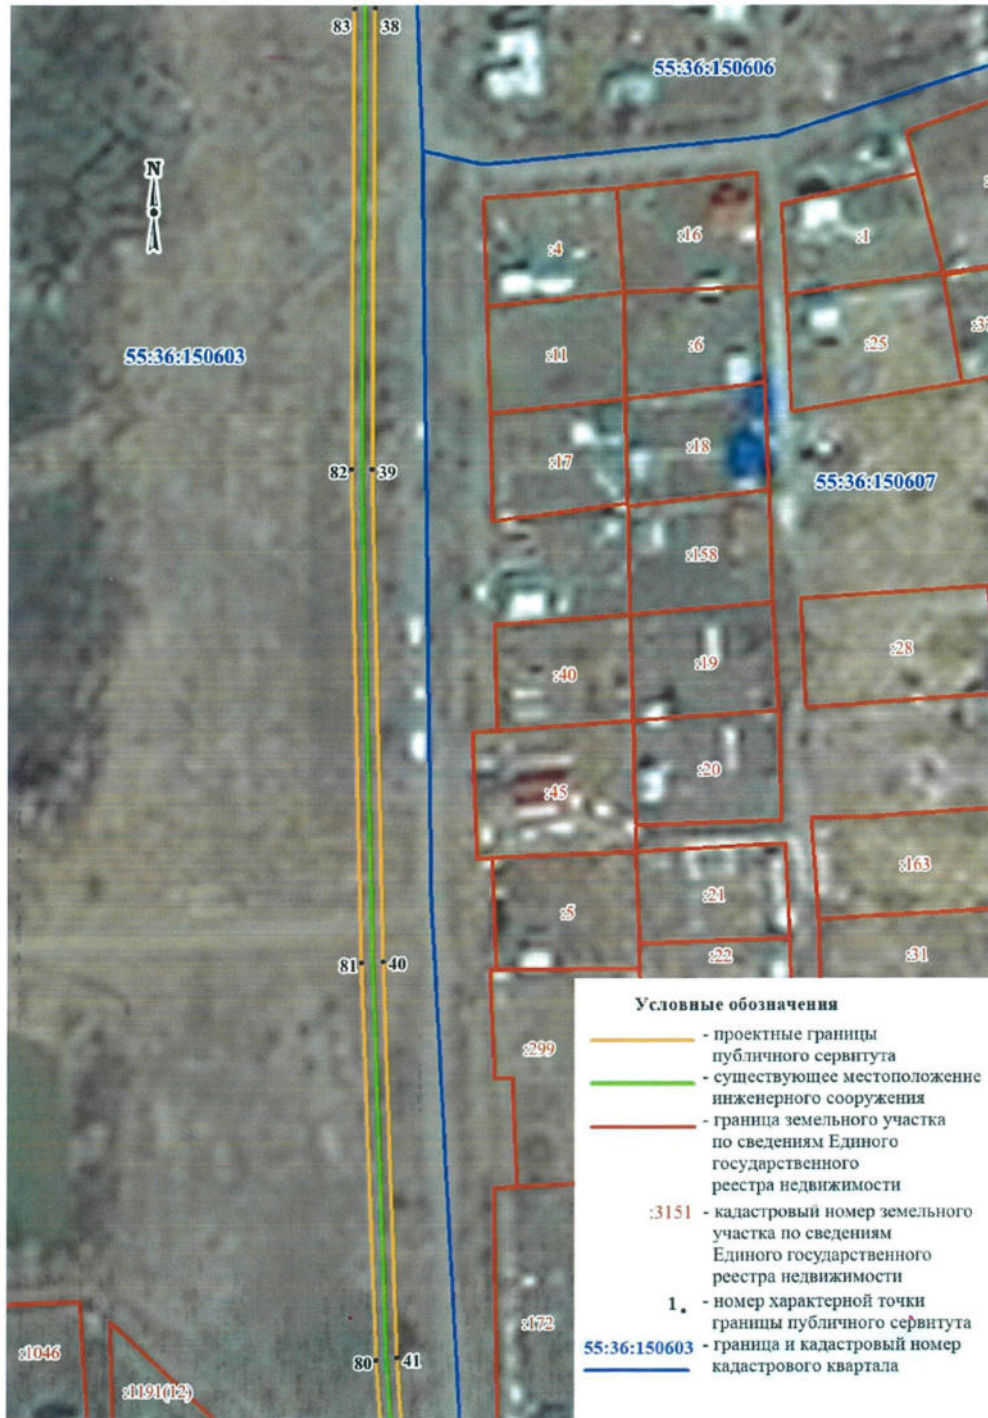 83
38
55:36:150606
N
:4
:16
:1
55:36:150603
:11
:6
:25
:17
:18
82
39
55:36:150607
:158
:40
:19
:28
:45
:20
:163
:5
:21
:22
:31
81
40
:299
Условные обозначения
- проектные границы
публичного сервитута
- существующее местоположение
инженерного сооружения
- граница земельного участка
по сведениям Единого
государственного
реестра недвижимости
:3151 - кадастровый номер земельного
участка по сведениям
Единого государственного
реестра недвижимости
1. - номер характерной точки
границы публичного сервитута
55:36:150603 - граница и кадастровый номер
кадастрового квартала
:172
80
41
:1046
:1191(12)